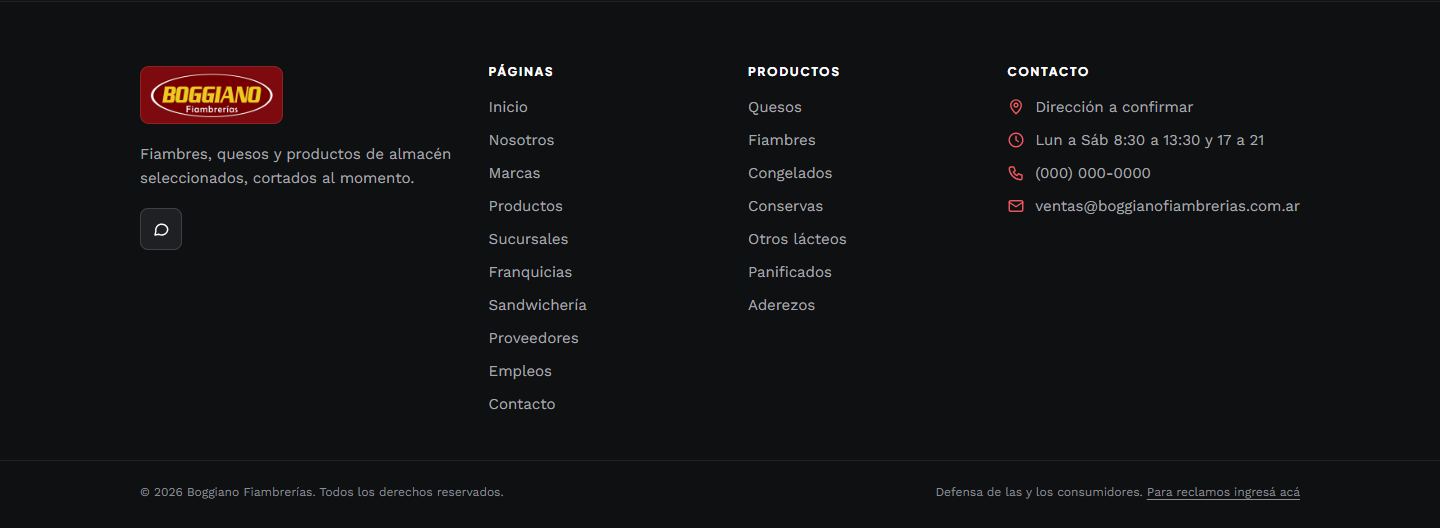 BOGGIANO
Fiambrerías
Fiambres, quesos y productos de almacén
seleccionados, cortados al momento.
PÁGINAS
Inicio
Nosotros
Marcas
Productos
Sucursales
Franquicias
Sandwichería
Proveedores
Empleos
Contacto
PRODUCTOS
Quesos
Fiambres
Congelados
Conservas
Otros lácteos
Panificados
Aderezos
CONTACTO
Dirección a confirmar
Lun a Sáb 8:30 a 13:30 y 17 a 21
(000) 000-0000
ventas@boggianofiambrerias.com.ar
© 2026 Boggiano Fiambrerías. Todos los derechos reservados.
Defensa de las y los consumidores. Para reclamos ingresá acá